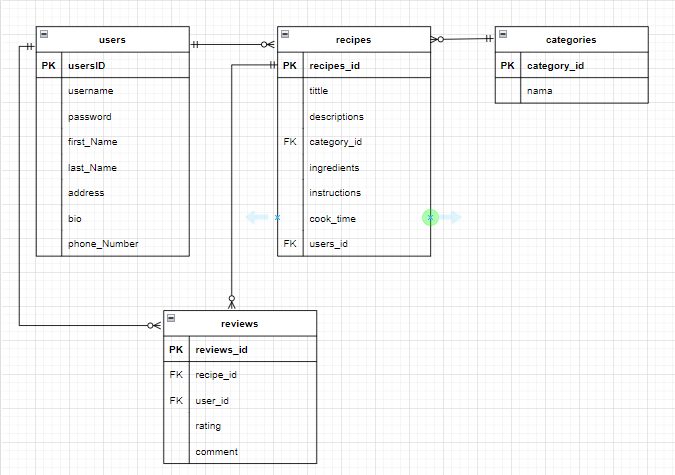 users
PK usersID
username
password
first_Name
last_Name
address
bio
phone_Number
recipes
PK recipes_id
tittle
descriptions
FK category_id
ingredients
instructions
cook_time
FK users_id
categories
PK category_id
nama
reviews
PK reviews_id
FK recipe_id
FK user_id
rating
comment